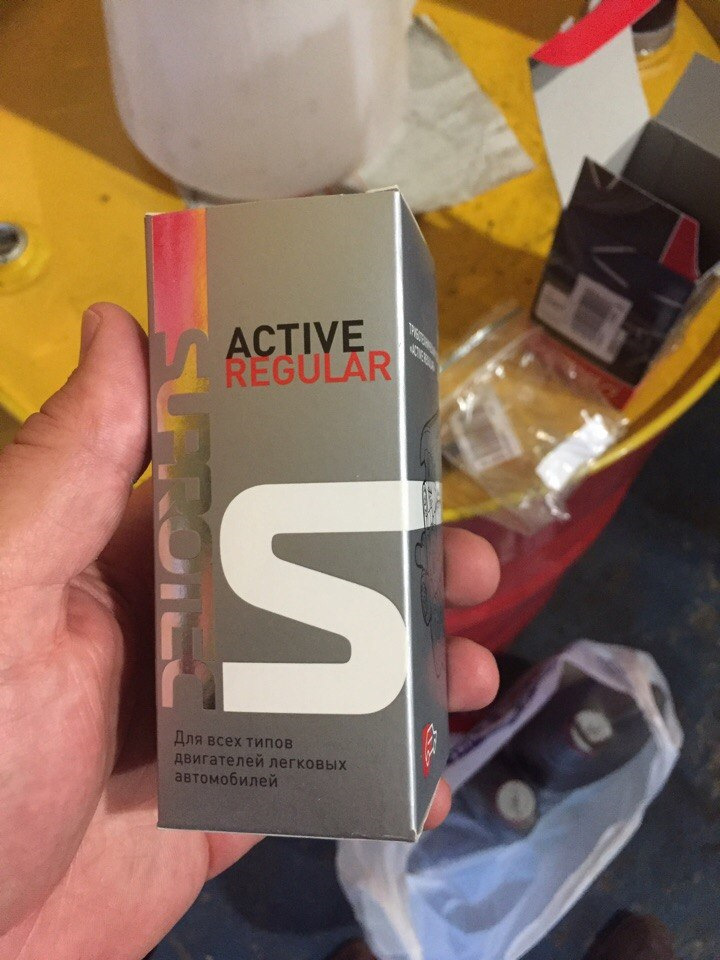 SUPROTEC
ACTIVE
REGULAR
S
Для всех типов
двигателей легковых
автомобилей